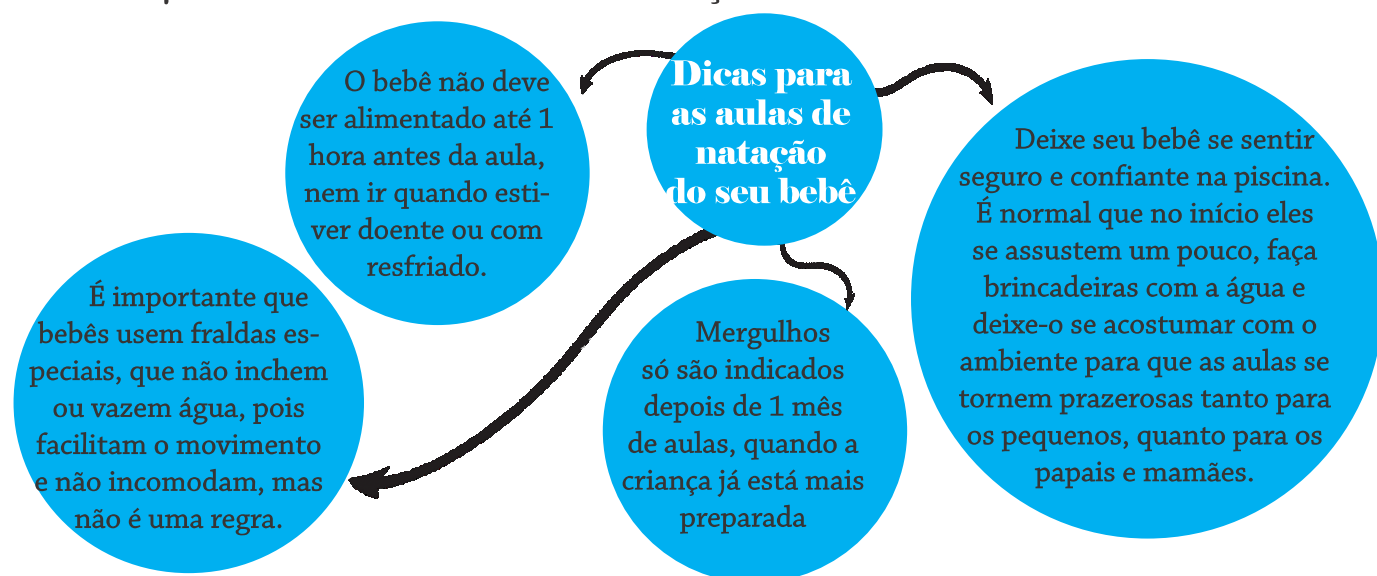 Dicas para
as aulas de
natação
do seu bebê
O bebê não deve
ser alimentado até 1
hora antes da aula,
nem ir quando esti-
ver doente ou com
resfriado.
Deixe seu bebê se sentir
seguro e confiante na piscina.
É normal que no início eles
se assustem um pouco, faça
brincadeiras com a água e
deixe-o se acostumar com o
ambiente para que as aulas se
tornem prazerosas tanto para
os pequenos, quanto para os
papais e mamães.
É importante que
bebês usem fraldas es-
peciais, que não inchem
ou vazem água, pois
facilitam o movimento
e não incomodam, mas
não é uma regra.
Mergulhos
só são indicados
depois de 1 mês
de aulas, quando a
criança já está mais
preparada